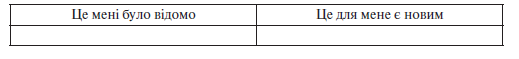 Це мені було відомо Це для мене є новим